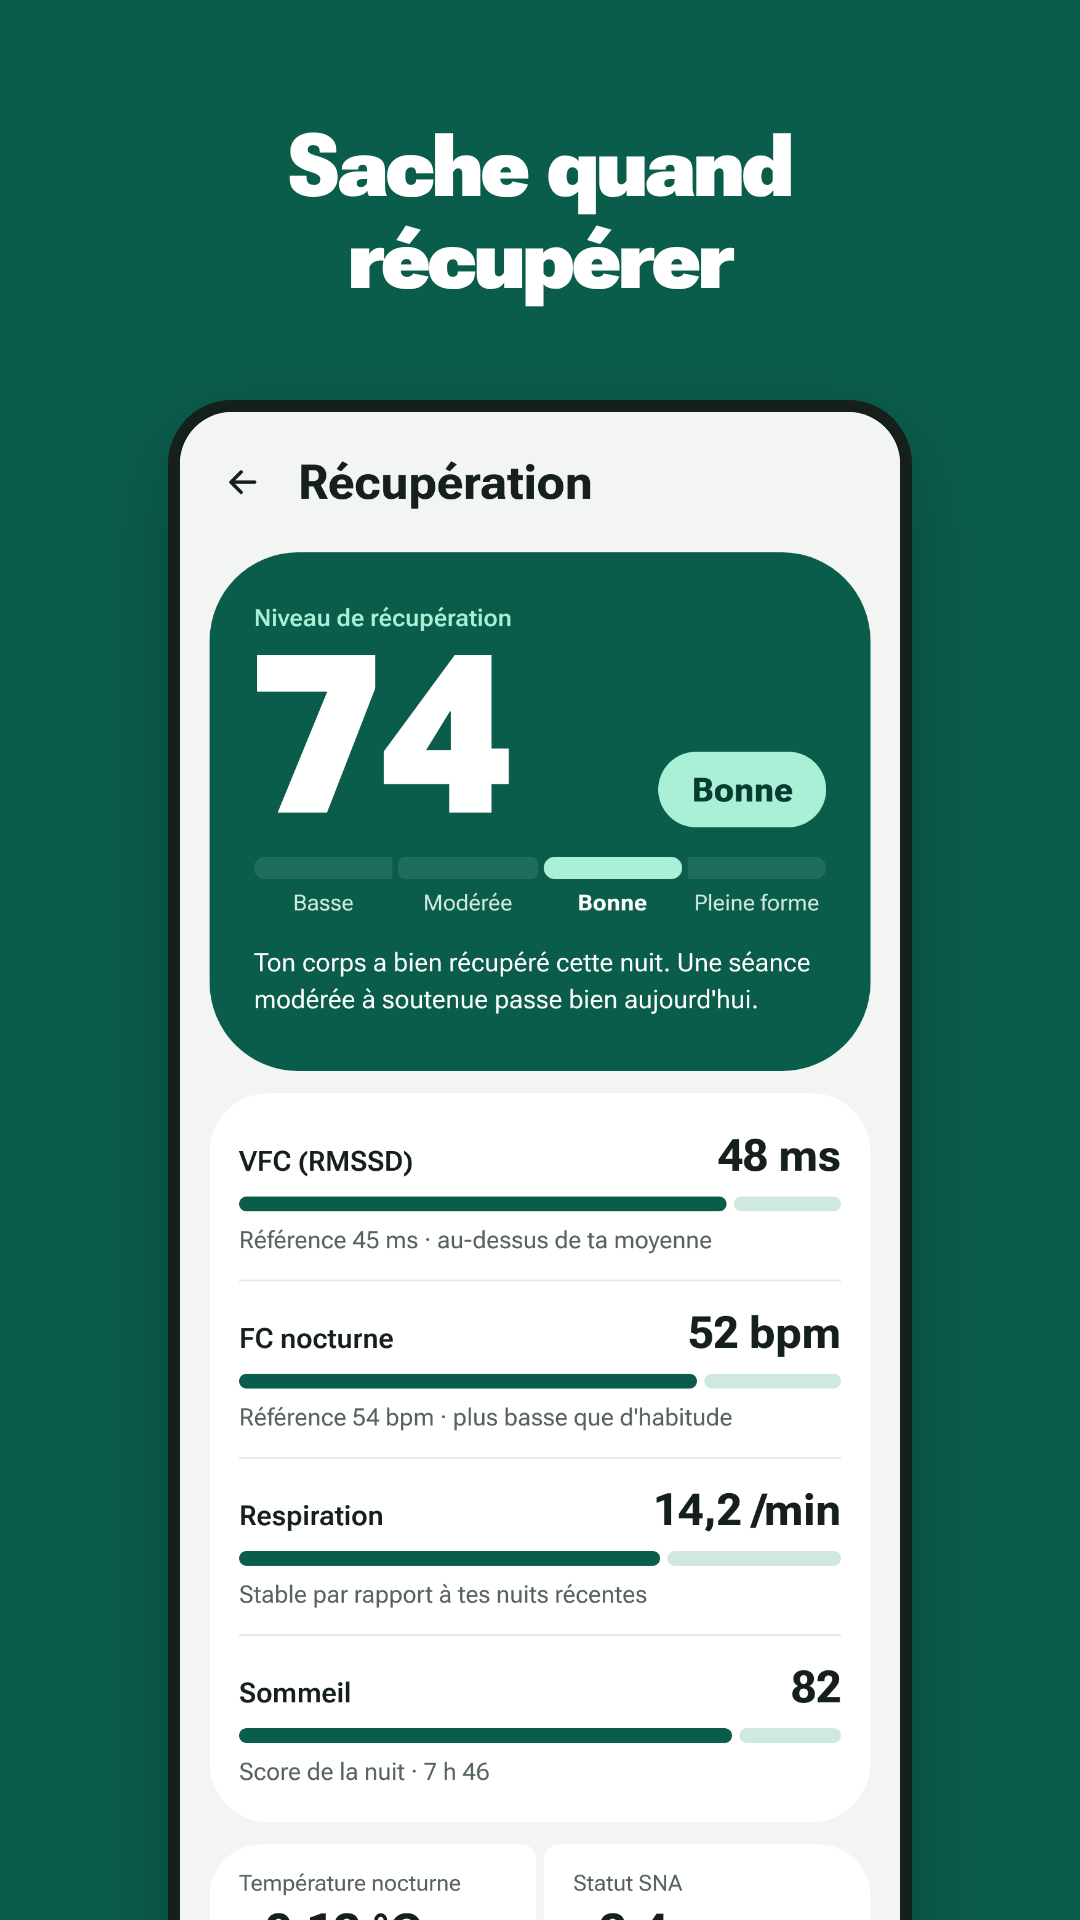 Sache quand
récupérer
Récupération
Niveau de récupération
74
Bonne
Basse Modérée Bonne Pleine forme
Ton corps a bien récupéré cette nuit. Une séance
modérée à soutenue passe bien aujourd'hui.
VFC (RMSSD) 48 ms
Référence 45 ms · au-dessus de ta moyenne
FC nocturne 52 bpm
Référence 54 bpm · plus basse que d'habitude
Respiration 14,2 /min
Stable par rapport à tes nuits récentes
Sommeil 82
Score de la nuit · 7 h 46
Température nocturne Statut SNA